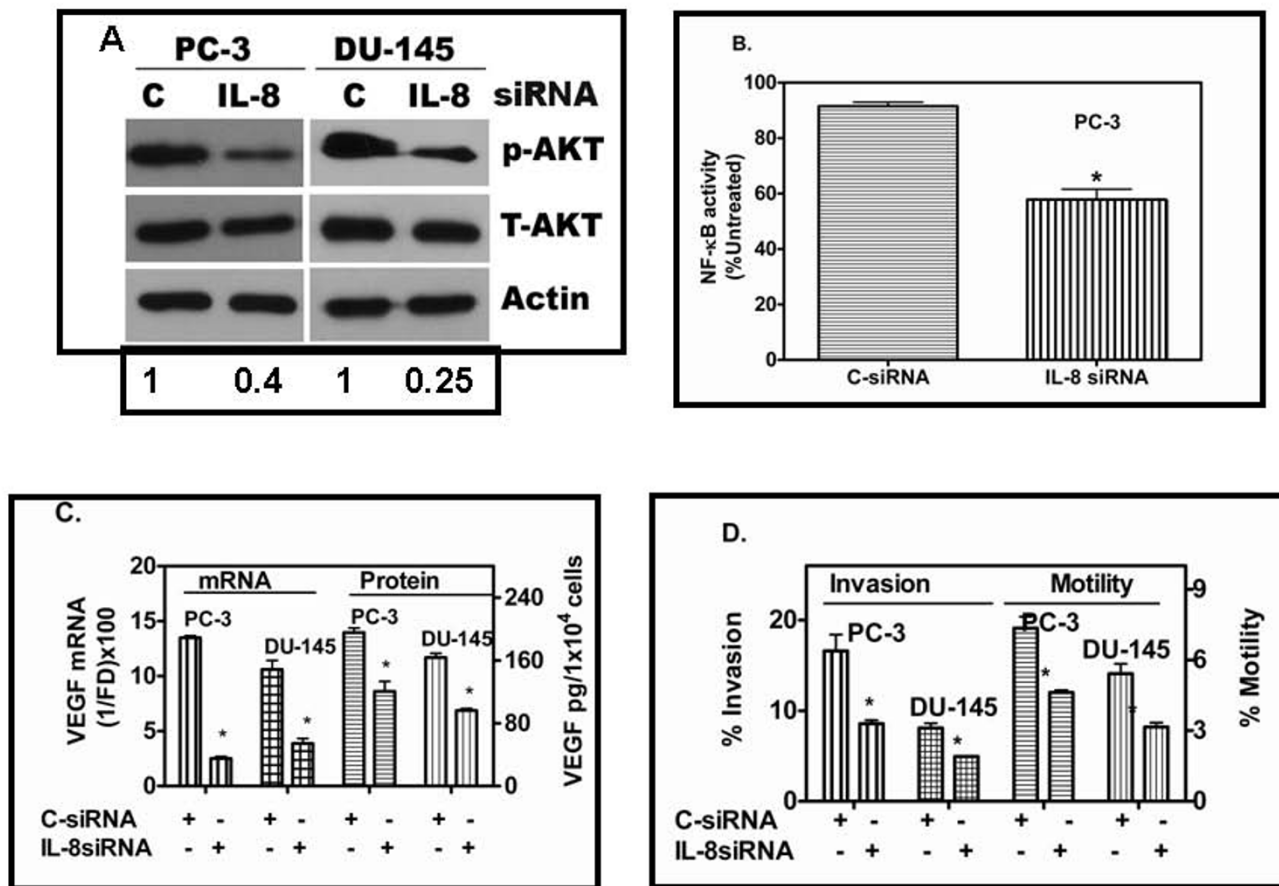 A
PC-3 DU-145
C IL-8 C IL-8 siRNA
p-AKT
T-AKT
Actin
1 0.4 1 0.25
B.
100
80
60
40
20
0
NF-κB activity
(%Untreated)
PC-3
*
C-siRNA IL-8 siRNA
C.
20
15
10
5
0
VEGF mRNA
(1/FD)x100
mRNA Protein
PC-3 DU-145 PC-3 DU-145
* * * *
240
160
80
0
VEGF pg/1x10⁴ cells
C-siRNA + - + - + - + -
IL-8siRNA - + - + - + - +
D.
20
10
0
% Invasion
Invasion Motility
PC-3 DU-145 PC-3 DU-145
* * * *
9
6
3
0
% Motility
C-siRNA + - + - + - + -
IL-8siRNA - + - + - + - +